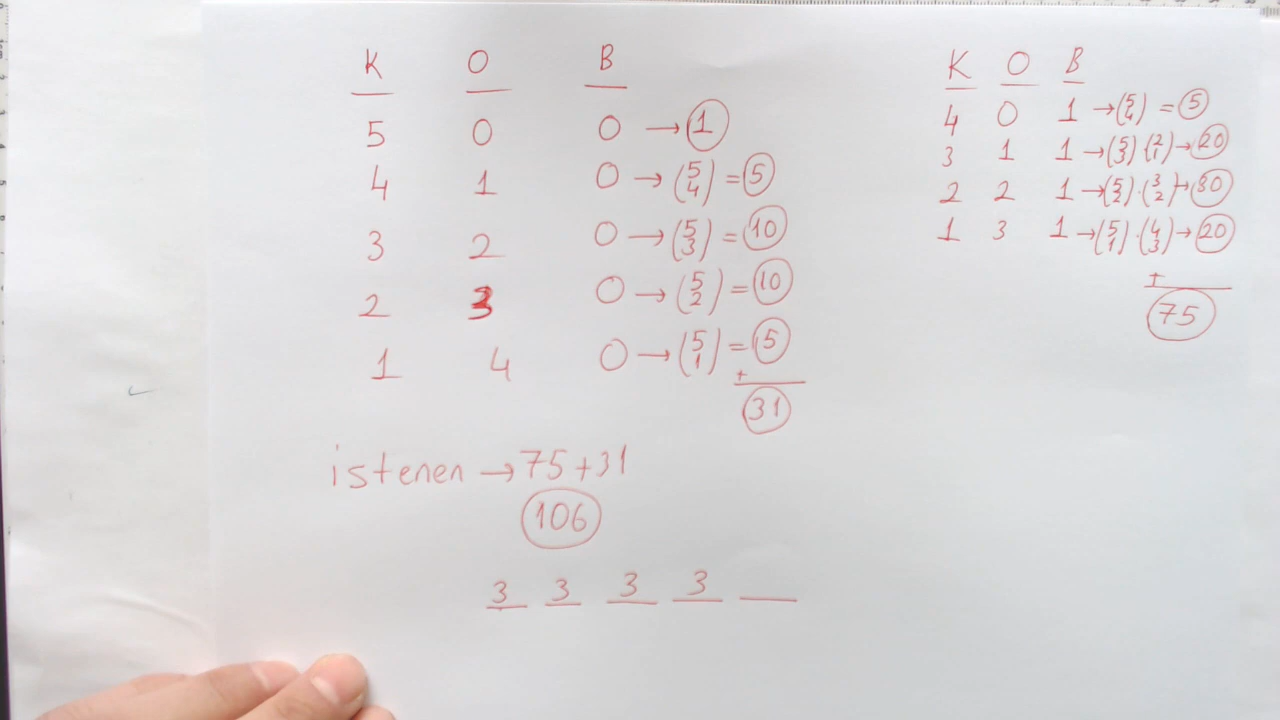 K O B
5 0 0 → 1
4 1 0 → (5 4) = 5
3 2 0 → (5 3) = 10
2 3 0 → (5 2) = 10
1 4 0 → (5 1) = 5
+
31
istenen → 75+31
106
3 3 3 3
K O B
4 0 1 → (5 4) = 5
3 1 1 → (5 3) (2 1) → 20
2 2 1 → (5 2) · (3 2) → 30
1 3 1 → (5 1) · (4 3) → 20
+
75